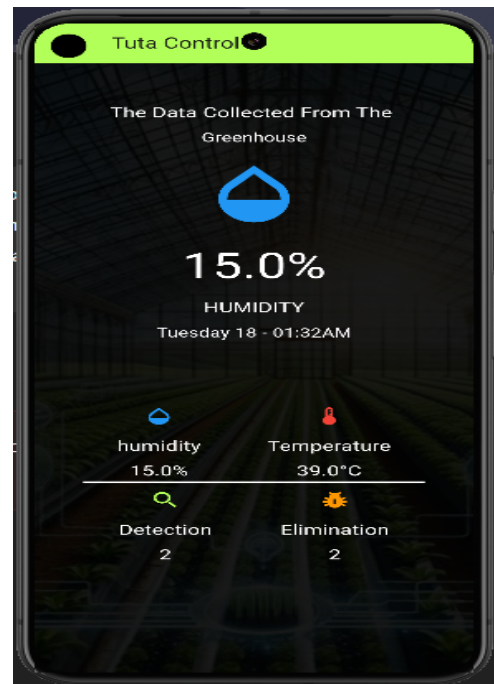 Tuta Control
The Data Collected From The
Greenhouse
15.0%
HUMIDITY
Tuesday 18 - 01:32AM
humidity Temperature
15.0% 39.0°C
Detection Elimination
2 2